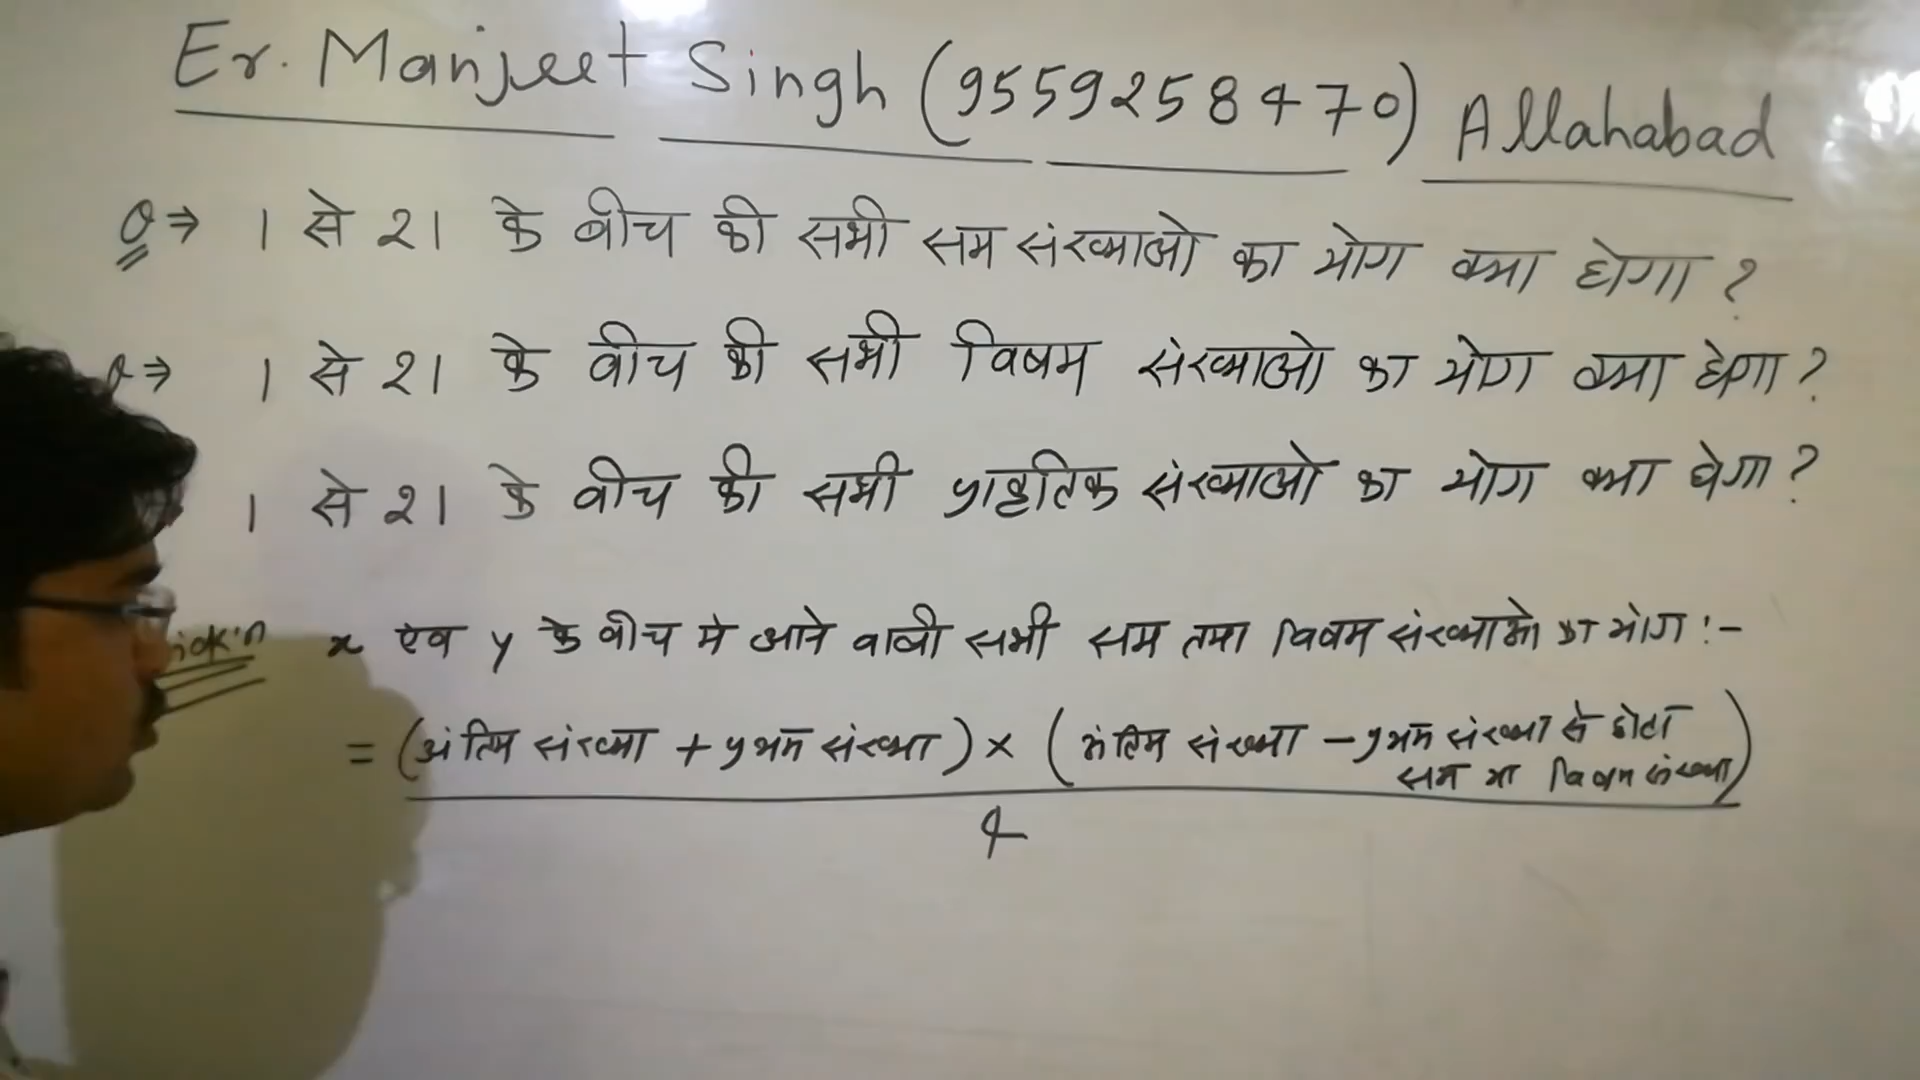 Er. Manjeet Singh (9559258470) Allahabad
Q ⇒ 1 से 21 के बीच की सभी सम संख्याओ का योग क्या होगा ?
Q ⇒ 1 से 21 के बीच की सभी विषम संख्याओ का योग क्या होगा ?
1 से 21 के बीच की सभी प्राकृतिक संख्याओ का योग क्या होगा ?
x एव y के बीच मे आने वाली सभी सम तथा विषम संख्याओ का योग :-
= (अंतिम संख्या + प्रथम संख्या) × (अंतिम संख्या - प्रथम संख्या से छोटी
सम या विषम संख्या)
4